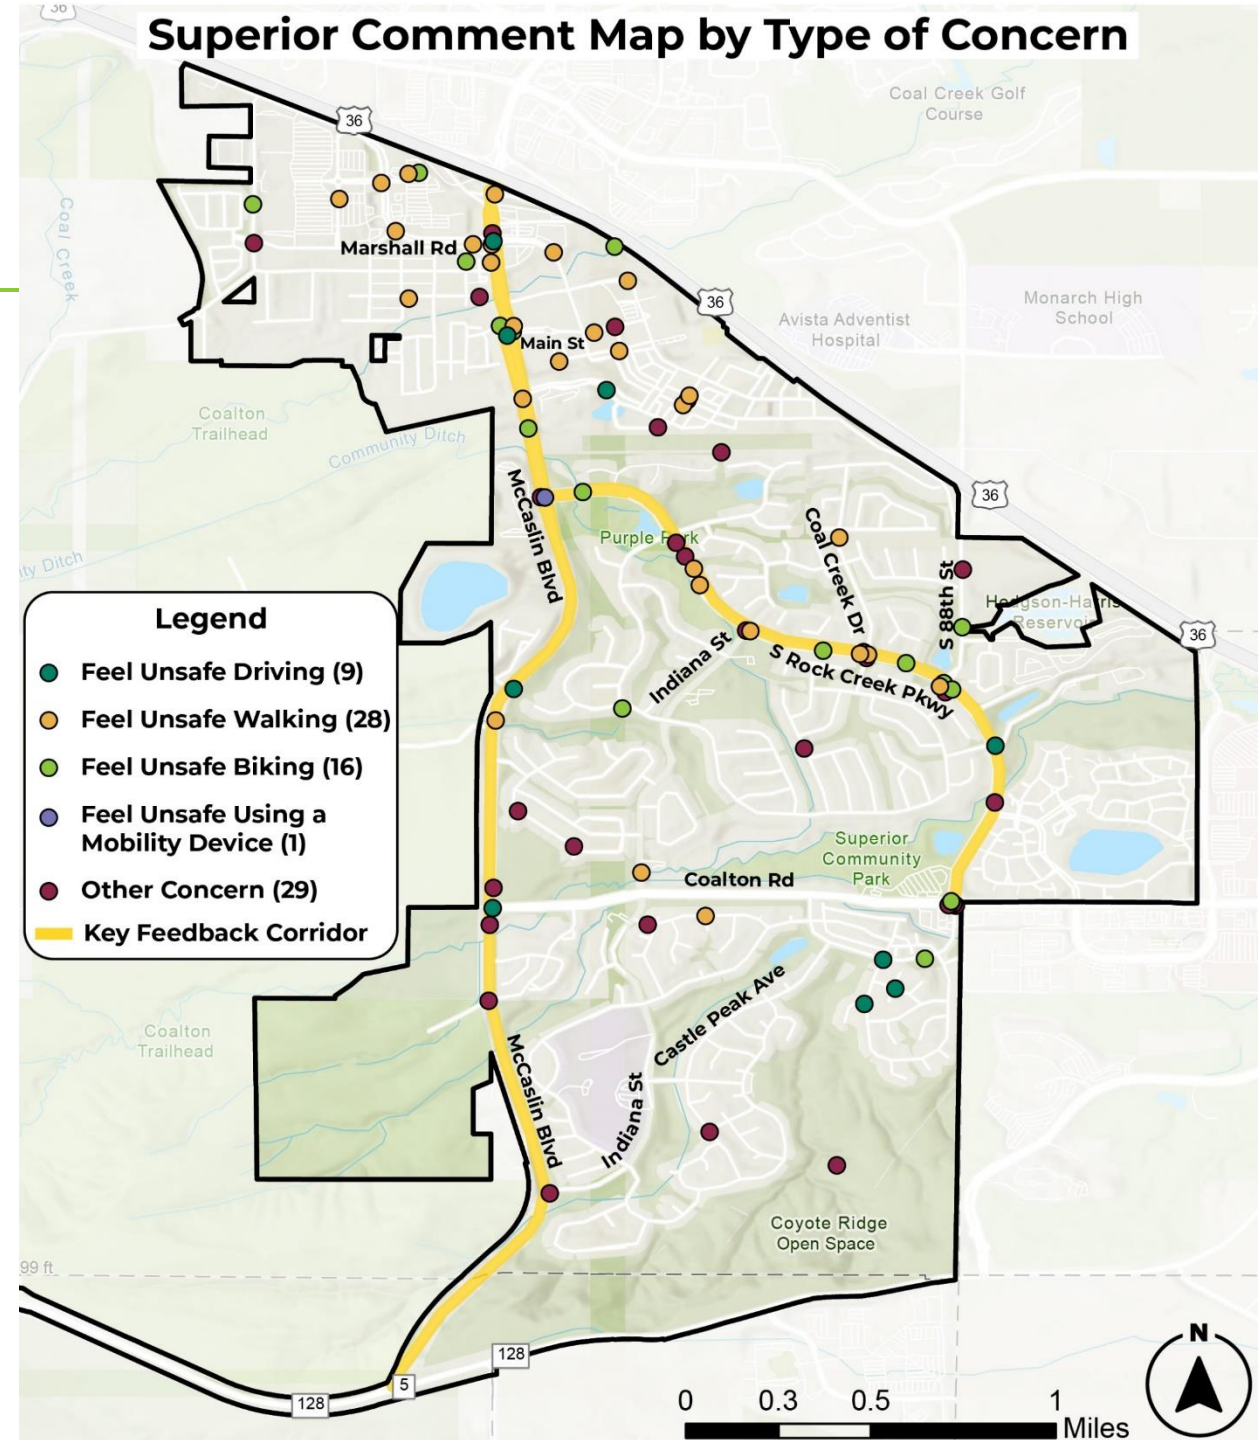 36
Superior Comment Map by Type of Concern
Coal Creek Golf
Course
36
Coal Creek
Marshall Rd
36
Monarch High
School
Avista Adventist
Hospital
Main St
Coalton
Trailhead
Community Ditch
36
McCaslin Blvd
Coal Creek Dr
Purple Park
ity Ditch
S 88th St
Hodgson-Harris
Reservoir
36
Indiana St
S Rock Creek Pkwy
Legend
Feel Unsafe Driving (9)
Feel Unsafe Walking (28)
Feel Unsafe Biking (16)
Feel Unsafe Using a
Mobility Device (1)
Other Concern (29)
Key Feedback Corridor
Superior
Community
Park
Coalton Rd
Castle Peak Ave
Coalton
Trailhead
McCaslin Blvd
Indiana St
Coyote Ridge
Open Space
99 ft
128
5
128
N
0 0.3 0.5 1
Miles